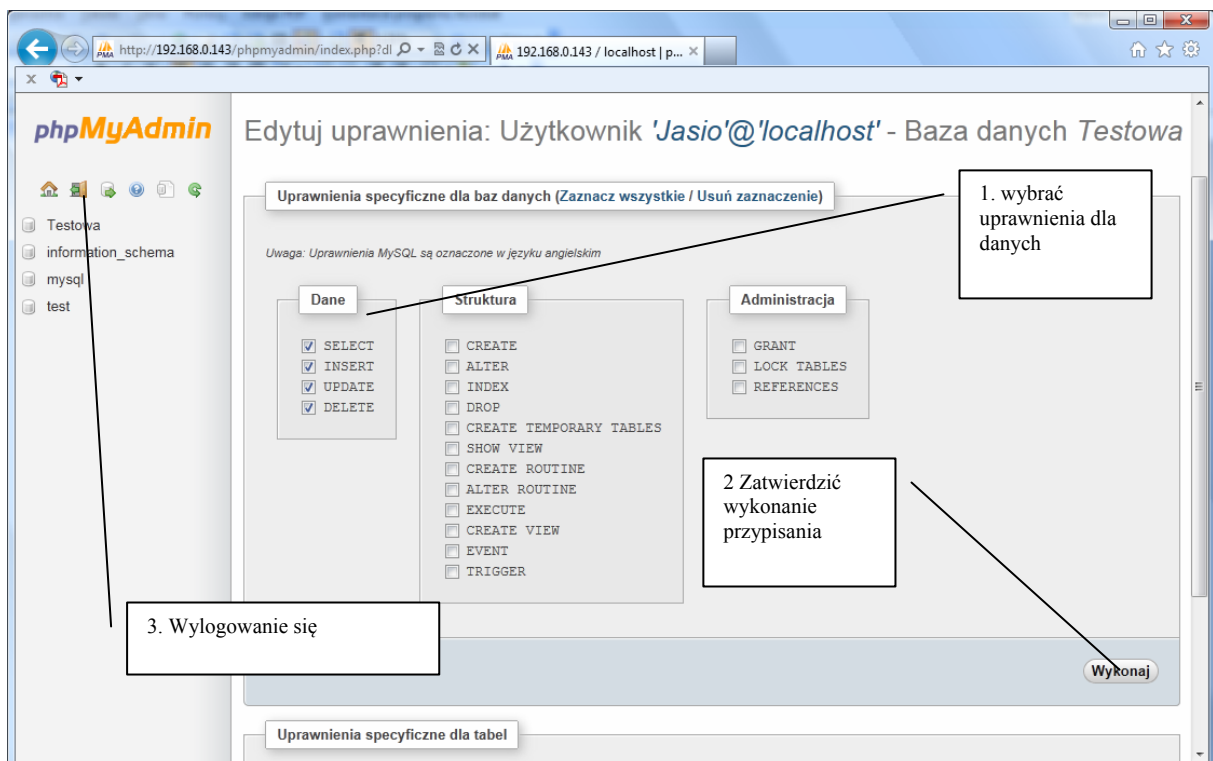 http://192.168.0.143/phpmyadmin/index.php?dl
192.168.0.143 / localhost | p...
phpMyAdmin
Testowa
information_schema
mysql
test
Edytuj uprawnienia: Użytkownik 'Jasio'@'localhost' - Baza danych Testowa
Uprawnienia specyficzne dla baz danych (Zaznacz wszystkie / Usuń zaznaczenie)
1. wybrać
uprawnienia dla
danych
Uwaga: Uprawnienia MySQL są oznaczone w języku angielskim
Dane
SELECT
INSERT
UPDATE
DELETE
Struktura
CREATE
ALTER
INDEX
DROP
CREATE TEMPORARY TABLES
SHOW VIEW
CREATE ROUTINE
ALTER ROUTINE
EXECUTE
CREATE VIEW
EVENT
TRIGGER
Administracja
GRANT
LOCK TABLES
REFERENCES
2 Zatwierdzić
wykonanie
przypisania
3. Wylogowanie się
Wykonaj
Uprawnienia specyficzne dla tabel